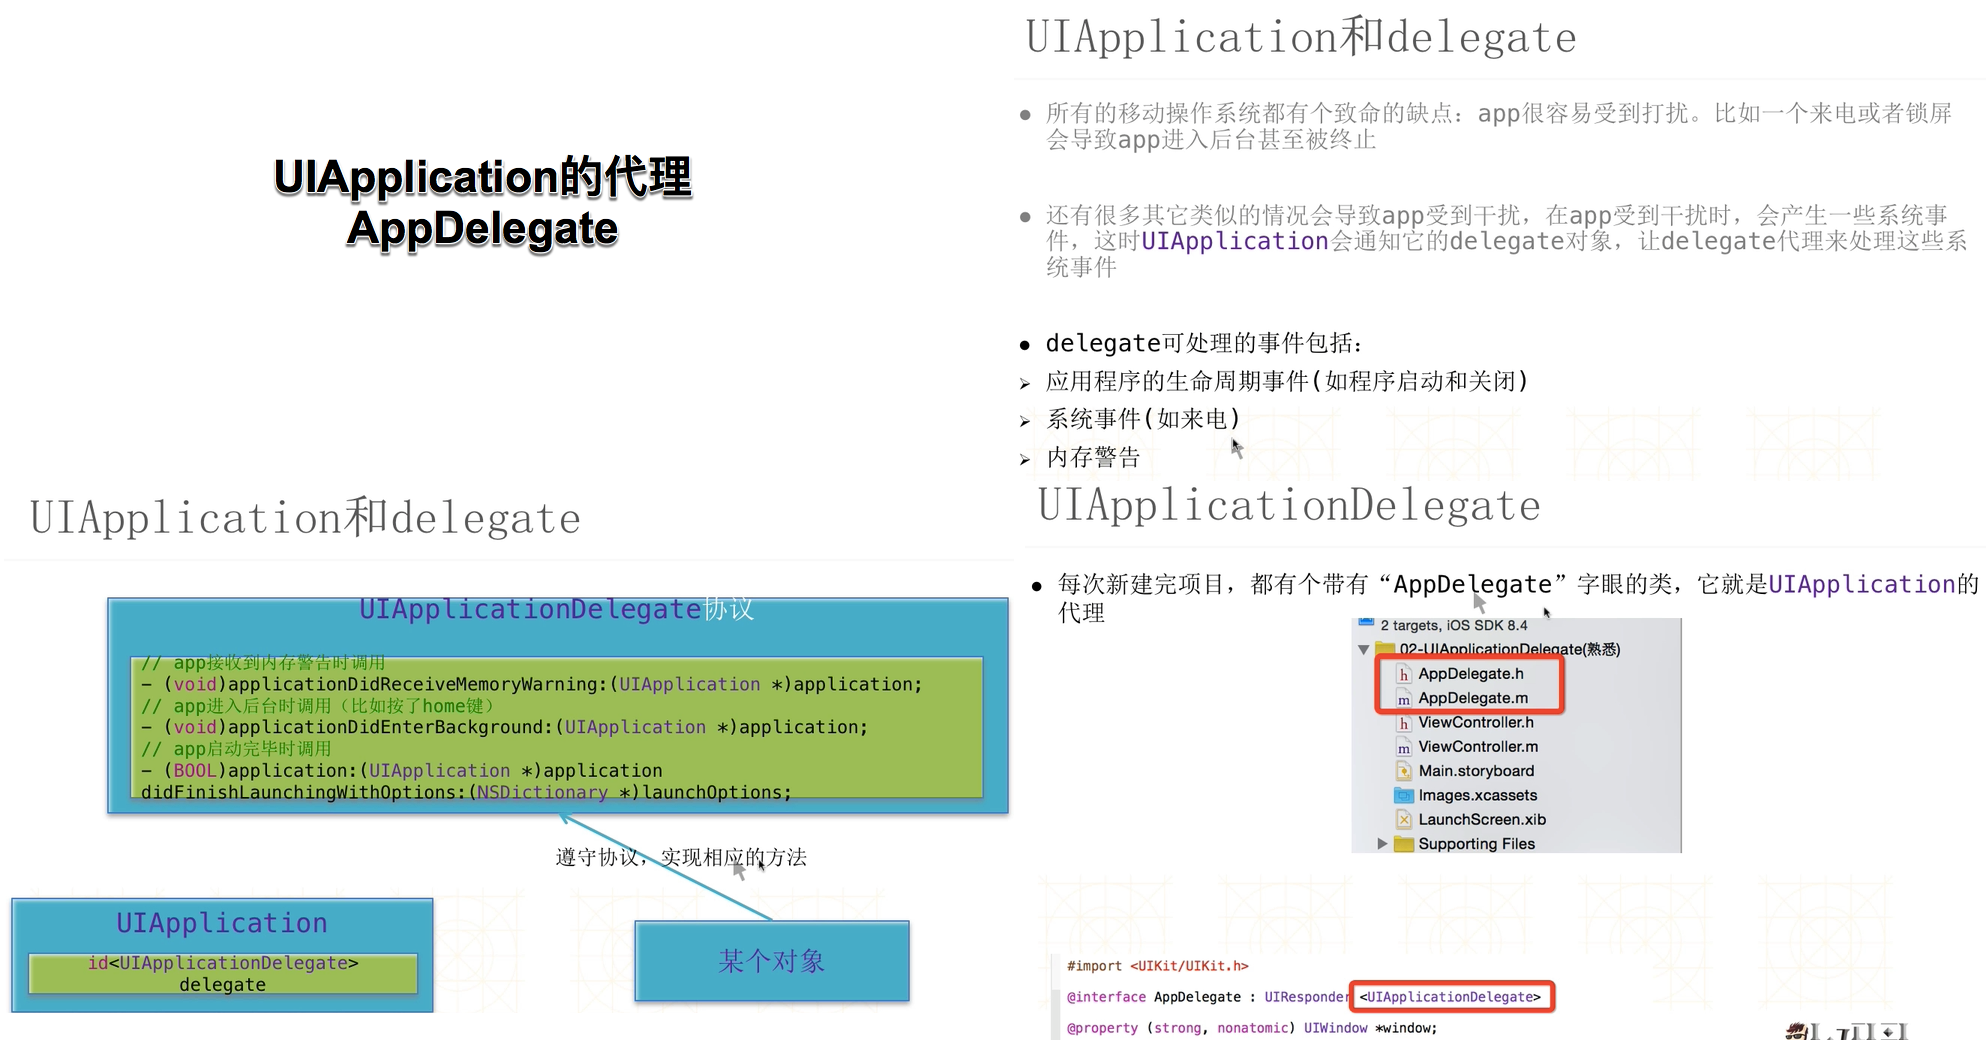 UIApplication的代理
AppDelegate
UIApplication和delegate
所有的移动操作系统都有个致命的缺点：app很容易受到打扰。比如一个来电或者锁屏
会导致app进入后台甚至被终止
还有很多其它类似的情况会导致app受到干扰，在app受到干扰时，会产生一些系统事
件，这时UIApplication会通知它的delegate对象，让delegate代理来处理这些系
统事件
delegate可处理的事件包括：
应用程序的生命周期事件(如程序启动和关闭)
系统事件(如来电)
内存警告
UIApplication和delegate
UIApplicationDelegate协议
// app接收到内存警告时调用
- (void)applicationDidReceiveMemoryWarning:(UIApplication *)application;
// app进入后台时调用（比如按了home键）
- (void)applicationDidEnterBackground:(UIApplication *)application;
// app启动完毕时调用
- (BOOL)application:(UIApplication *)application
didFinishLaunchingWithOptions:(NSDictionary *)launchOptions;
遵守协议，实现相应的方法
UIApplication
id<UIApplicationDelegate>
delegate
某个对象
UIApplicationDelegate
每次新建完项目，都有个带有“AppDelegate”字眼的类，它就是UIApplication的
代理
2 targets, iOS SDK 8.4
02-UIApplicationDelegate(熟悉)
h AppDelegate.h
m AppDelegate.m
h ViewController.h
m ViewController.m
Main.storyboard
Images.xcassets
LaunchScreen.xib
Supporting Files
#import <UIKit/UIKit.h>
@interface AppDelegate : UIResponder <UIApplicationDelegate>
@property (strong, nonatomic) UIWindow *window;